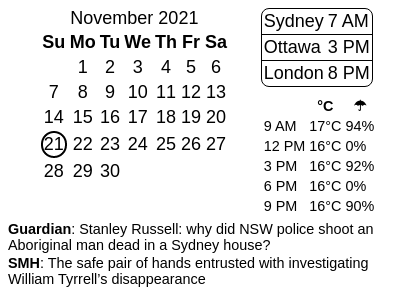 November 2021
Su Mo Tu We Th Fr Sa
1 2 3 4 5 6
7 8 9 10 11 12 13
14 15 16 17 18 19 20
21 22 23 24 25 26 27
28 29 30
Sydney 7 AM
Ottawa 3 PM
London 8 PM
°C ☂
9 AM 17°C 94%
12 PM 16°C 0%
3 PM 16°C 92%
6 PM 16°C 0%
9 PM 16°C 90%
Guardian: Stanley Russell: why did NSW police shoot an
Aboriginal man dead in a Sydney house?
SMH: The safe pair of hands entrusted with investigating
William Tyrrell’s disappearance